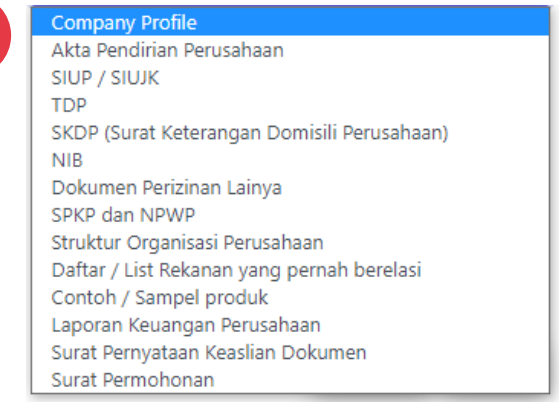 Company Profile
Akta Pendirian Perusahaan
SIUP / SIUJK
TDP
SKDP (Surat Keterangan Domisili Perusahaan)
NIB
Dokumen Perizinan Lainya
SPKP dan NPWP
Struktur Organisasi Perusahaan
Daftar / List Rekanan yang pernah berelasi
Contoh / Sampel produk
Laporan Keuangan Perusahaan
Surat Pernyataan Keaslian Dokumen
Surat Permohonan